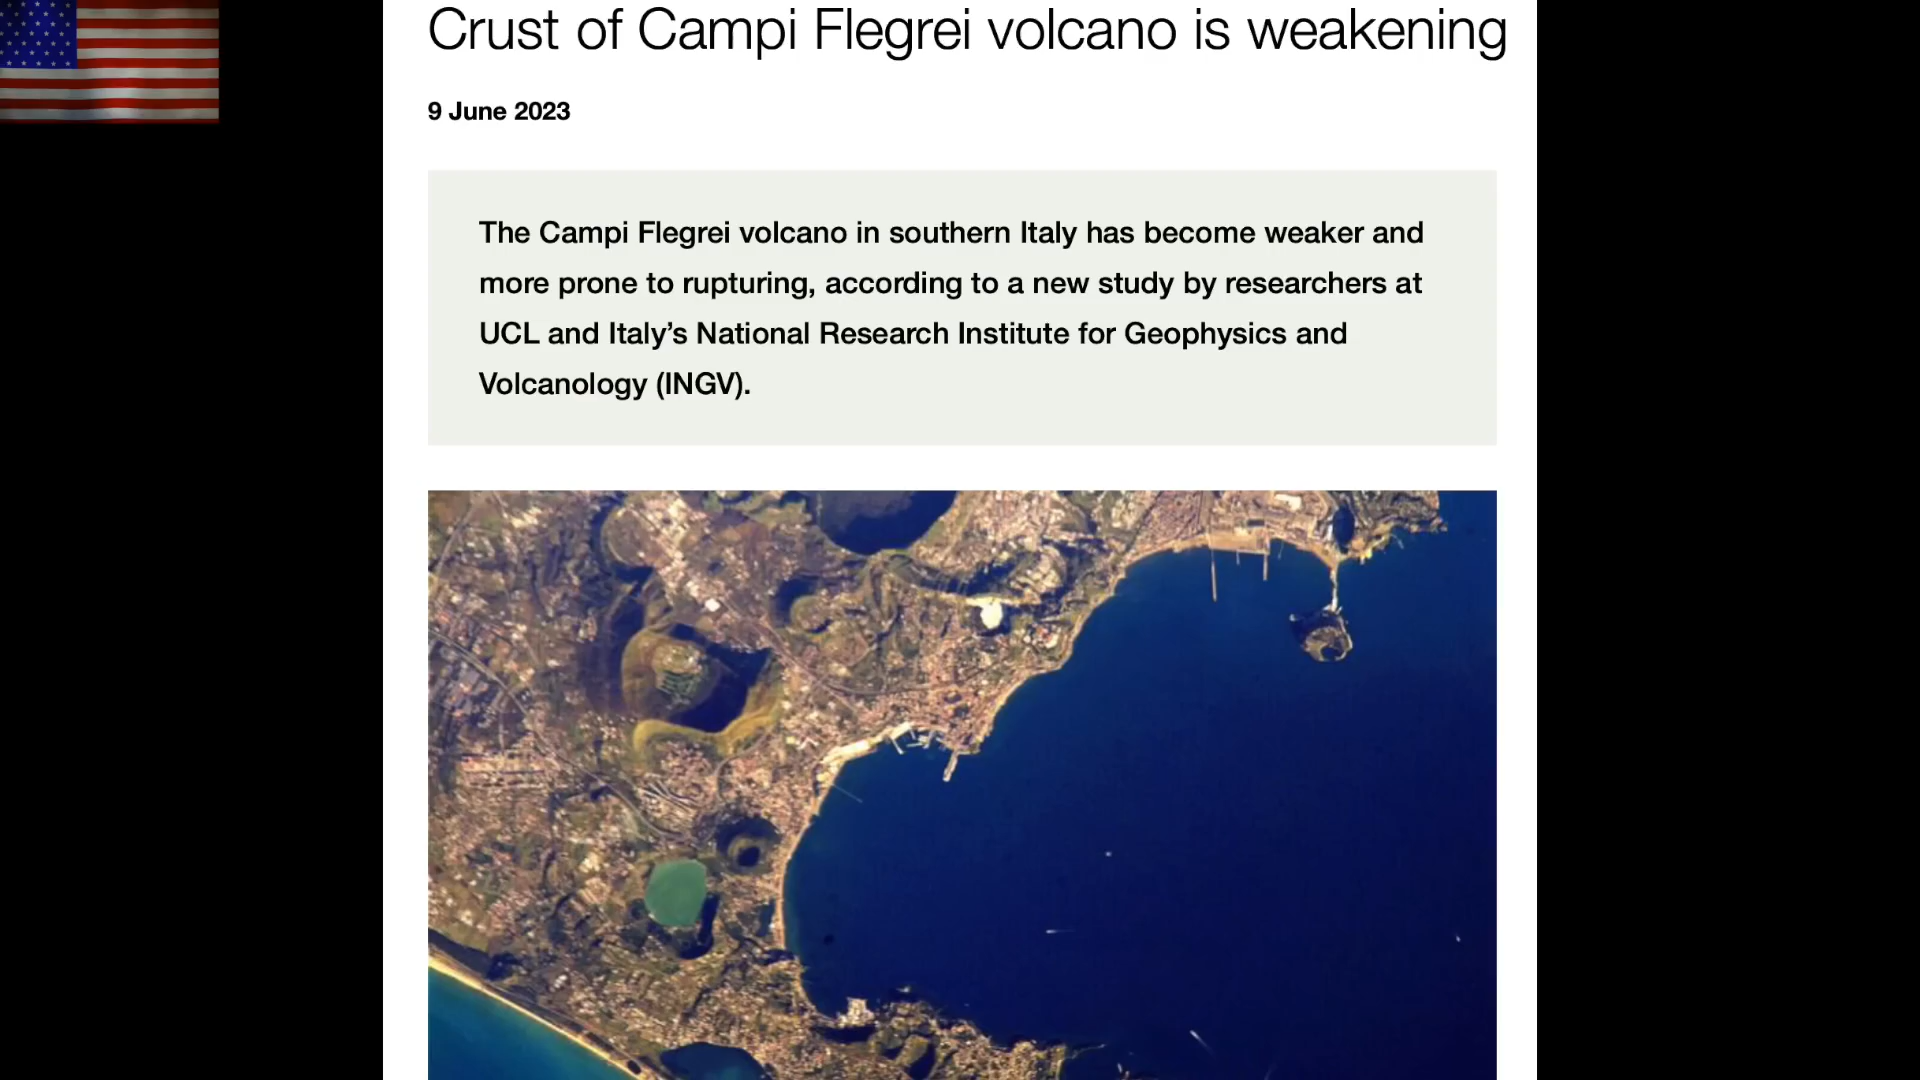 Crust of Campi Flegrei volcano is weakening
9 June 2023
The Campi Flegrei volcano in southern Italy has become weaker and
more prone to rupturing, according to a new study by researchers at
UCL and Italy’s National Research Institute for Geophysics and
Volcanology (INGV).